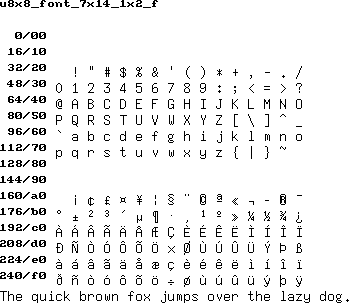 u8x8_font_7x14_1x2_f
0/00
16/10
32/20 ! " # $ % & ' ( ) * + , - . /
48/30 0 1 2 3 4 5 6 7 8 9 : ; < = > ?
64/40 @ A B C D E F G H I J K L M N O
80/50 P Q R S T U V W X Y Z [ \ ] ^ _
96/60 ` a b c d e f g h i j k l m n o
112/70 p q r s t u v w x y z { | } ~
128/80
144/90
160/a0 ¡ ¢ £ ¤ ¥ ¦ § ¨ © ª « ¬ - ® ¯
176/b0 ° ± ² ³ ´ µ ¶ · ¸ ¹ º » ¼ ½ ¾ ¿
192/c0 À Á Â Ã Ä Å Æ Ç È É Ê Ë Ì Í Î Ï
208/d0 Ð Ñ Ò Ó Ô Õ Ö × Ø Ù Ú Û Ü Ý Þ ß
224/e0 à á â ã ä å æ ç è é ê ë ì í î ï
240/f0 ð ñ ò ó ô õ ö ÷ ø ù ú û ü ý þ ÿ
The quick brown fox jumps over the lazy dog.